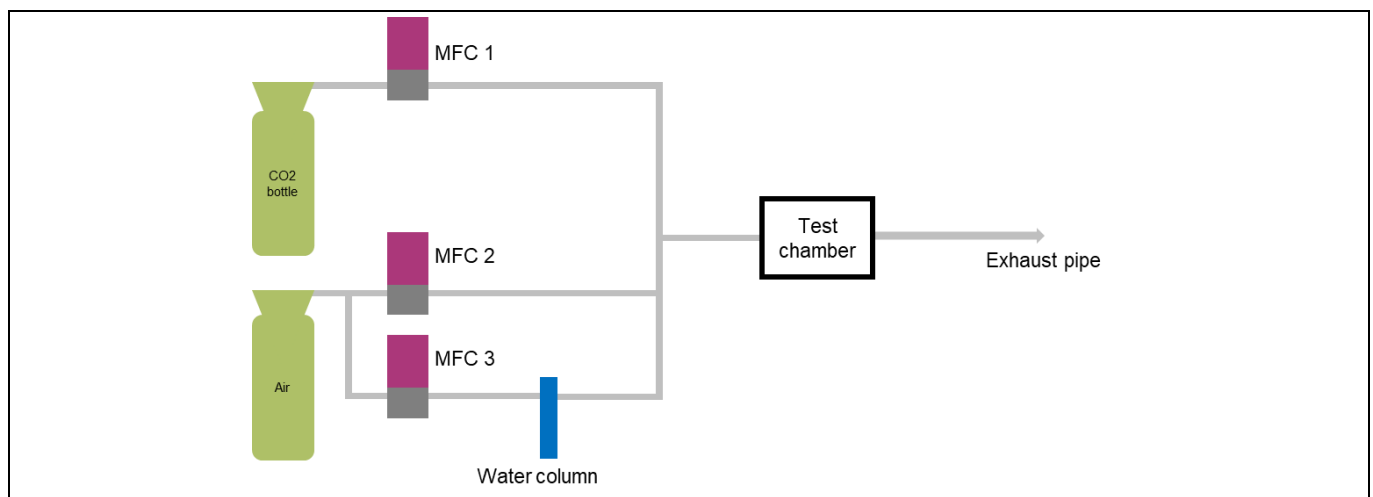 MFC 1
CO2
bottle
MFC 2
Test
chamber
Exhaust pipe
MFC 3
Air
Water column